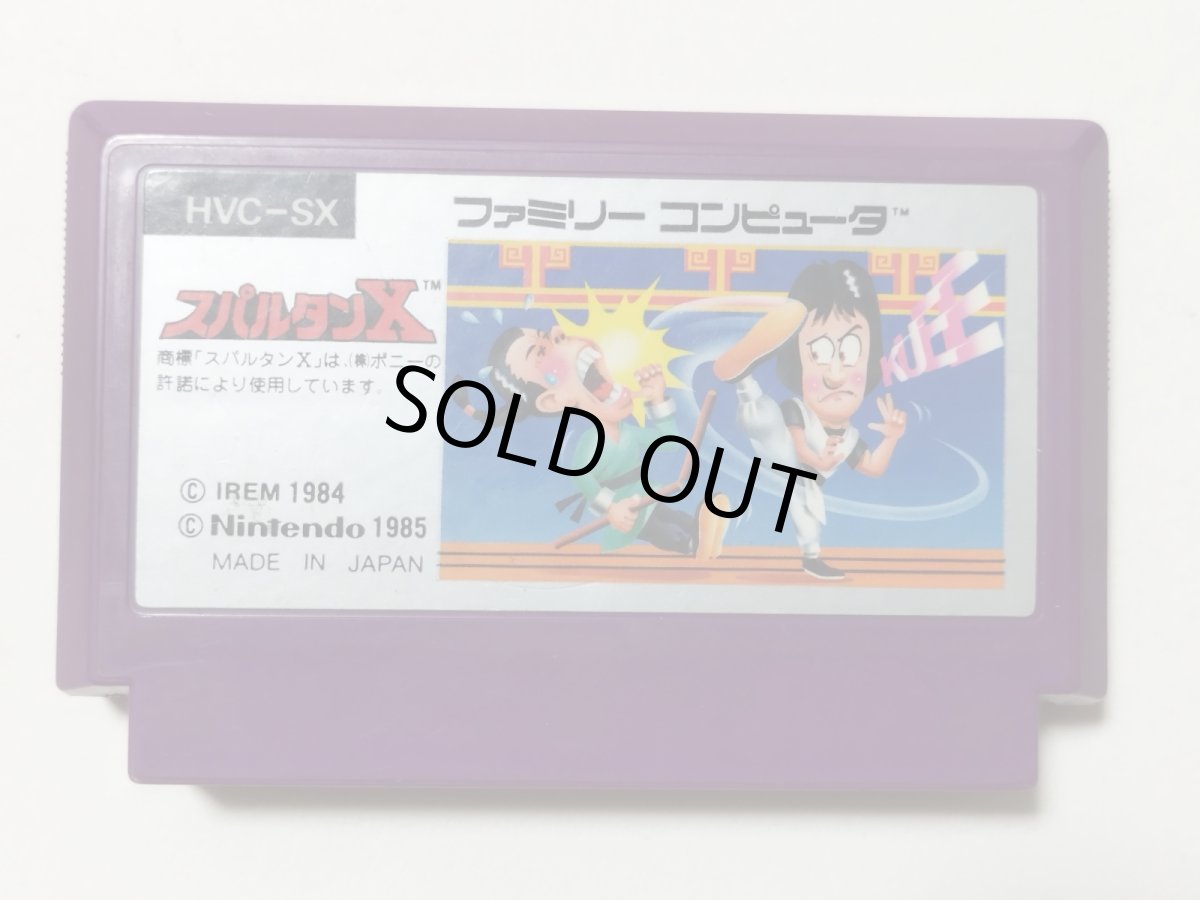 HVC-SX
ファミリー コンピュータ™
スパルタンX™
商標「スパルタンX」は、㈱ポニーの
許諾により使用しています。
KUEEE
SOLD OUT
© IREM 1984
© Nintendo 1985
MADE IN JAPAN